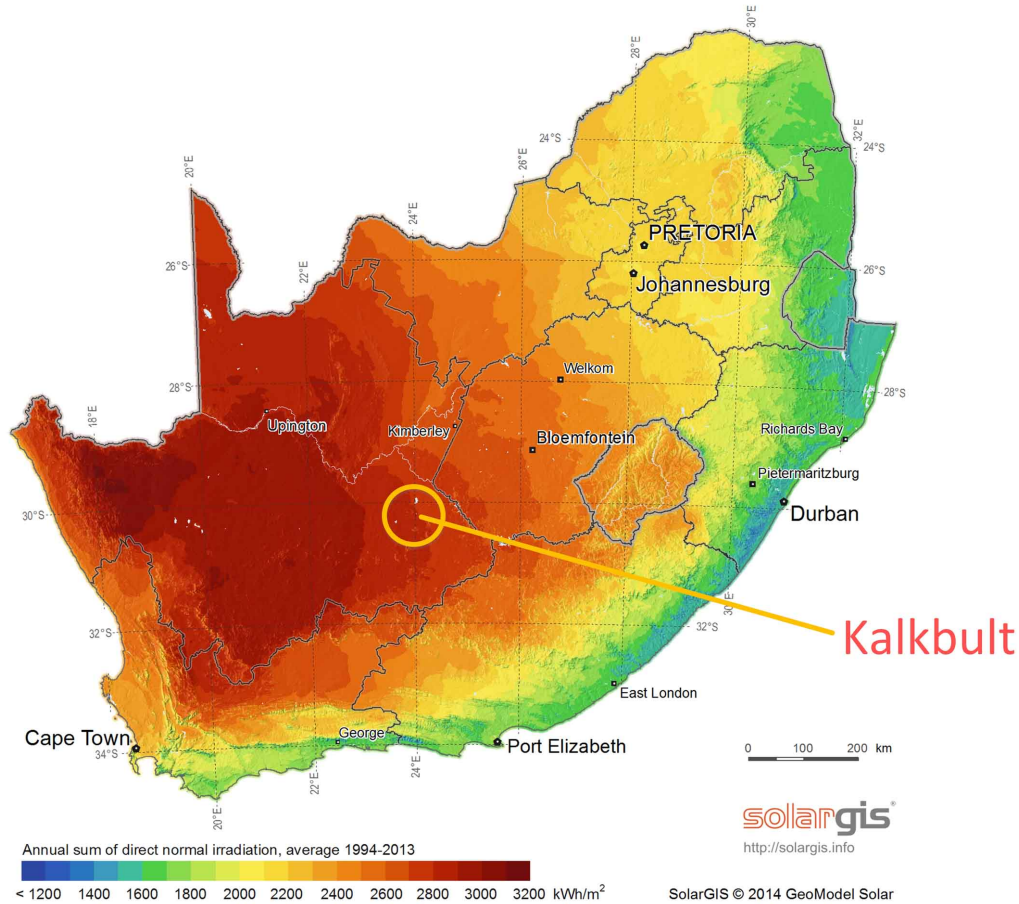 28°E
30°E
32°E
24°S
24°S
26°E
20°E
24°E
PRETORIA
26°S
22°E
Johannesburg
26°S
Welkom
28°S
28°S
18°E
Upington
Kimberley
Bloemfontein
Richards Bay
Pietermaritzburg
30°S
Durban
30°E
32°S
32°S
Kalkbult
East London
Cape Town
34°S
George
Port Elizabeth
22°E
24°E
20°E
0 100 200 km
solargis
http://solargis.info
Annual sum of direct normal irradiation, average 1994-2013
< 1200 1400 1600 1800 2000 2200 2400 2600 2800 3000 3200 kWh/m²
SolarGIS © 2014 GeoModel Solar